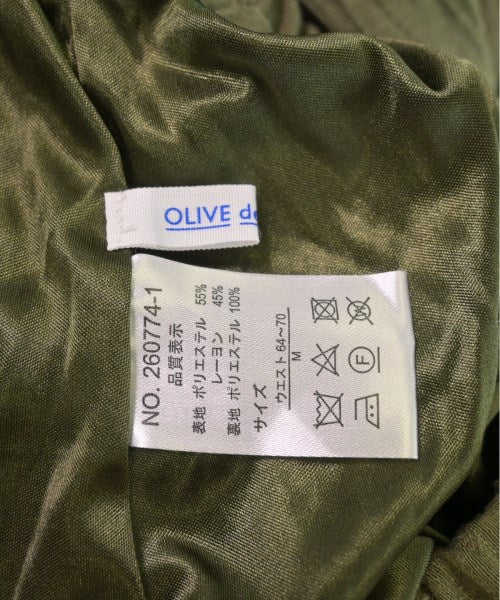 OLIVE de
NO. 260774-1
品質表示
表地 ポリエステル 55%
レーヨン 45%
裏地 ポリエステル 100%
サイズ
ウエスト64~70
M
F